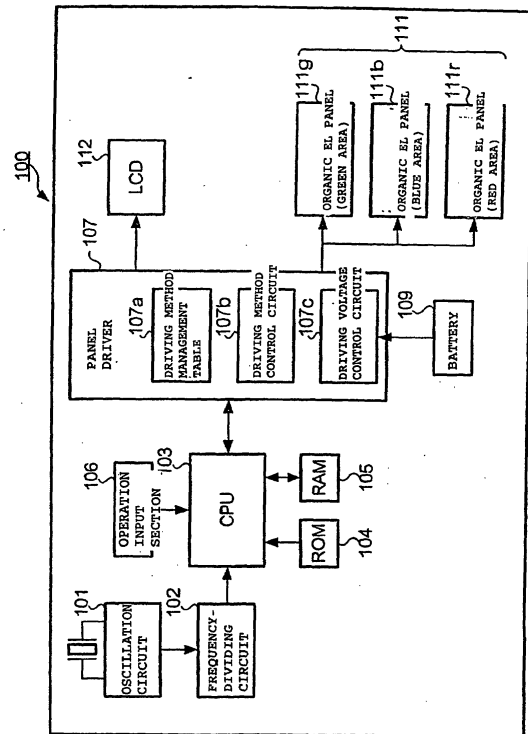 100
101
OSCILLATION
CIRCUIT
102
FREQUENCY-
DIVIDING
CIRCUIT
106
OPERATION
INPUT
SECTION
103
CPU
ROM
104
RAM
105
107
PANEL
DRIVER
107a
DRIVING METHOD
MANAGEMENT
TABLE
107b
DRIVING METHOD
CONTROL CIRCUIT
107c
DRIVING VOLTAGE
CONTROL CIRCUIT
109
BATTERY
112
LCD
111
111g
ORGANIC EL PANEL
(GREEN AREA)
111b
ORGANIC EL PANEL
(BLUE AREA)
111r
ORGANIC EL PANEL
(RED AREA)